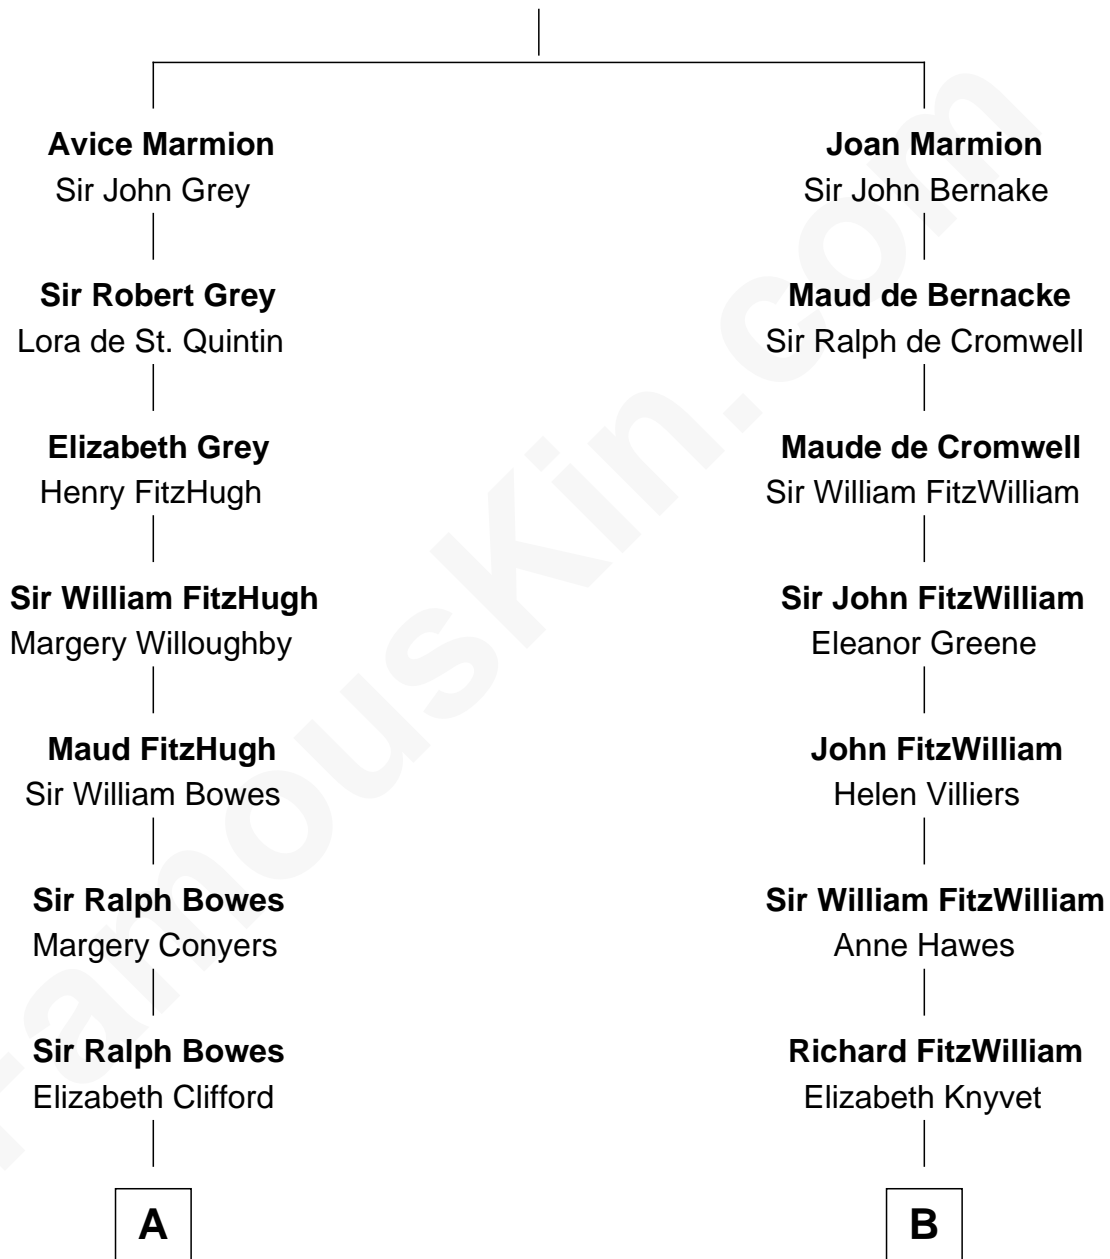 Avice Marmion
Sir John Grey
Sir Robert Grey
Lora de St. Quintin
Elizabeth Grey
Henry FitzHugh
Sir William FitzHugh
Margery Willoughby
Maud FitzHugh
Sir William Bowes
Sir Ralph Bowes
Margery Conyers
Sir Ralph Bowes
Elizabeth Clifford
A
Joan Marmion
Sir John Bernake
Maud de Bernacke
Sir Ralph de Cromwell
Maude de Cromwell
Sir William FitzWilliam
Sir John FitzWilliam
Eleanor Greene
John FitzWilliam
Helen Villiers
Sir William FitzWilliam
Anne Hawes
Richard FitzWilliam
Elizabeth Knyvet
B
FamousKin.com